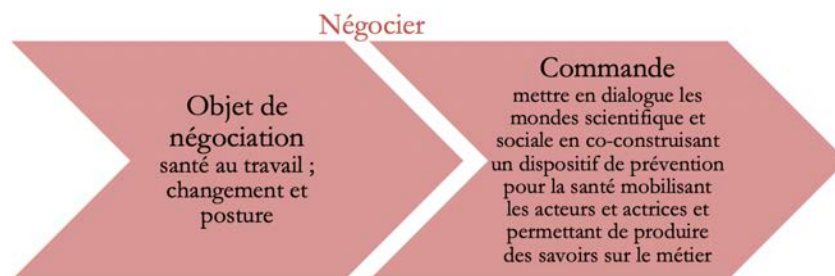 Négocier
Objet de
négociation
santé au travail ;
changement et
posture
Commande
mettre en dialogue les
mondes scientifique et
sociale en co-construisant
un dispositif de prévention
pour la santé mobilisant
les acteurs et actrices et
permettant de produire
des savoirs sur le métier